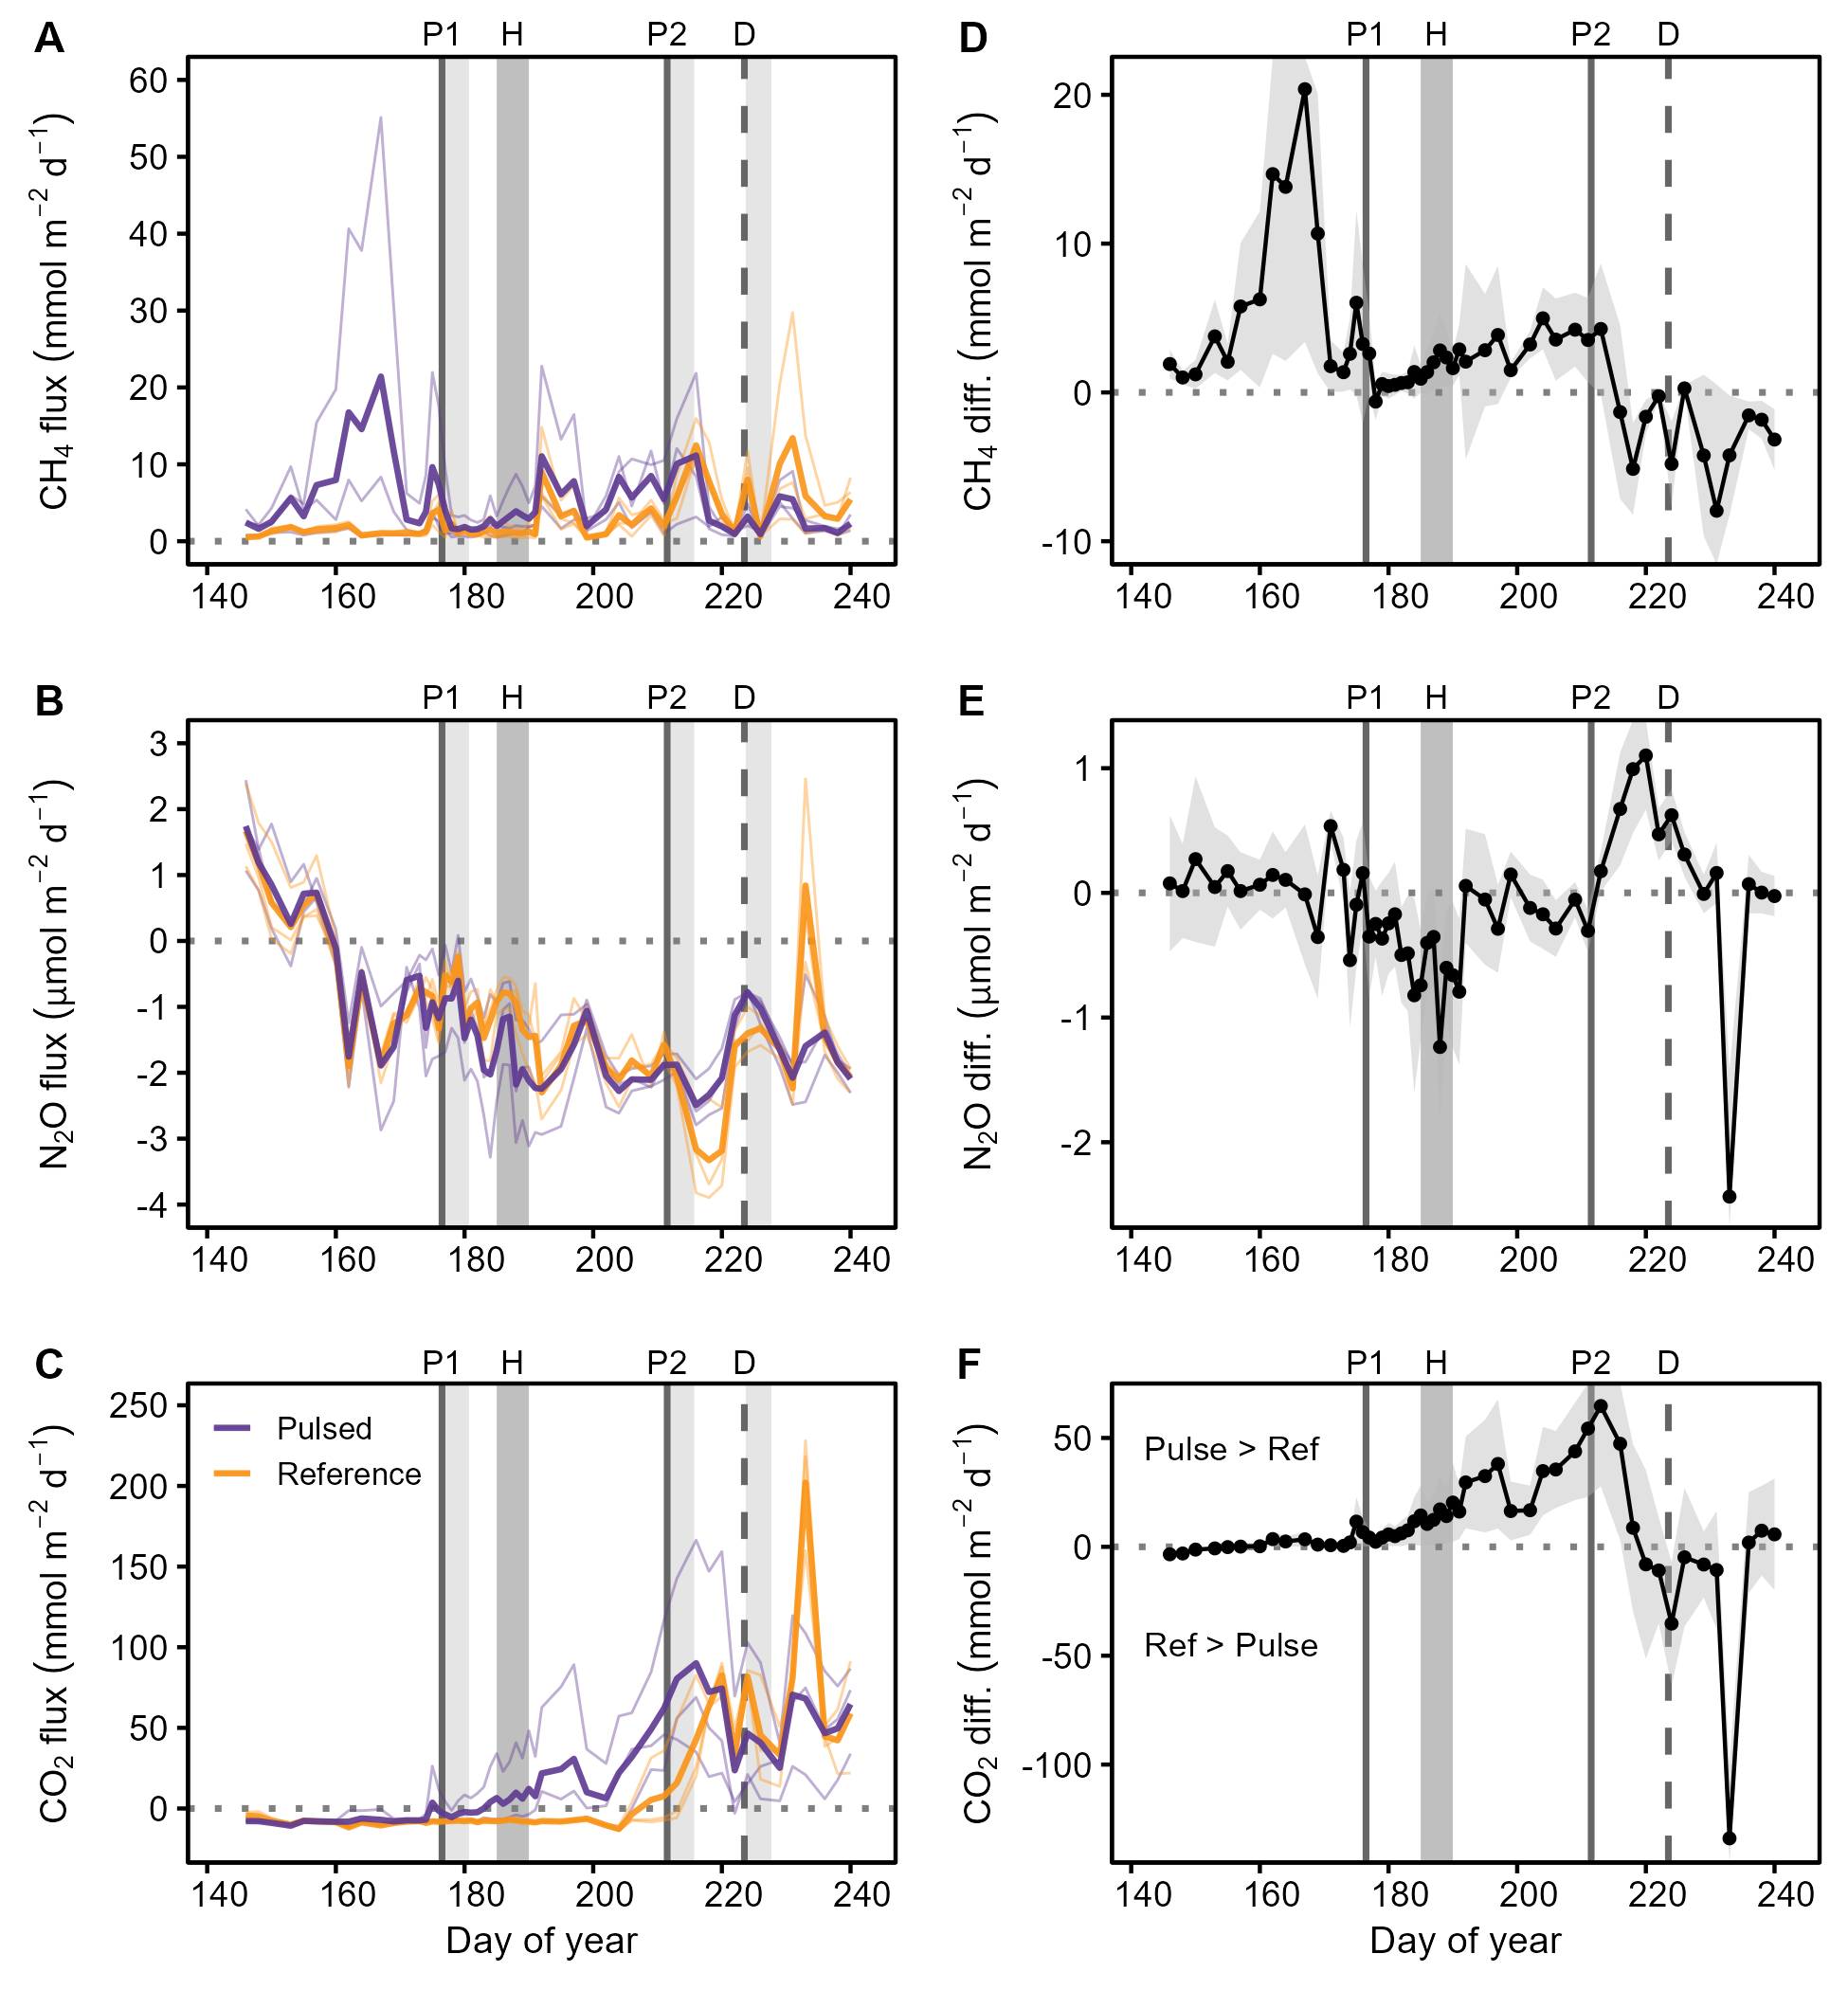 A
P1 H P2 D
CH₄ flux (mmol m⁻² d⁻¹)
60
50
40
30
20
10
0
140 160 180 200 220 240
D
P1 H P2 D
CH₄ diff. (mmol m⁻² d⁻¹)
20
10
0
-10
140 160 180 200 220 240
B
P1 H P2 D
N₂O flux (µmol m⁻² d⁻¹)
3
2
1
0
-1
-2
-3
-4
140 160 180 200 220 240
E
P1 H P2 D
N₂O diff. (µmol m⁻² d⁻¹)
1
0
-1
-2
140 160 180 200 220 240
C
P1 H P2 D
CO₂ flux (mmol m⁻² d⁻¹)
250
200
150
100
50
0
Pulsed
Reference
140 160 180 200 220 240
Day of year
F
P1 H P2 D
CO₂ diff. (mmol m⁻² d⁻¹)
50
0
-50
-100
Pulse > Ref
Ref > Pulse
140 160 180 200 220 240
Day of year